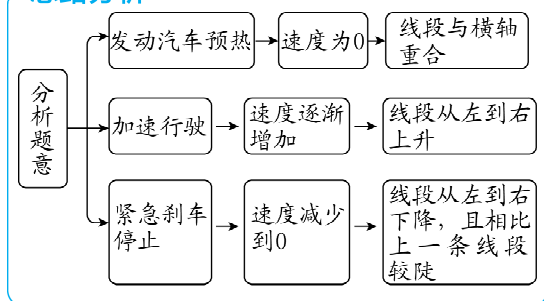 分析题意
发动汽车预热
速度为0
线段与横轴
重合
加速行驶
速度逐渐
增加
线段从左到右
上升
紧急刹车
停止
速度减少
到0
线段从左到右
下降，且相比
上一条线段
较陡